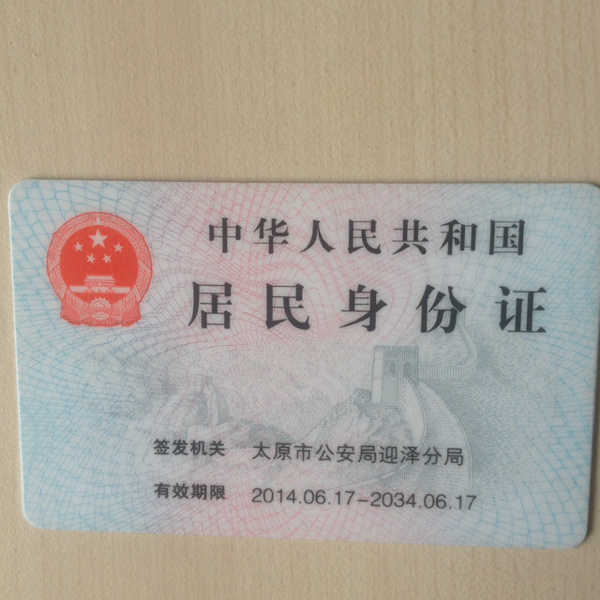 中华人民共和国
居民身份证
签发机关 太原市公安局迎泽分局
有效期限 2014.06.17-2034.06.17